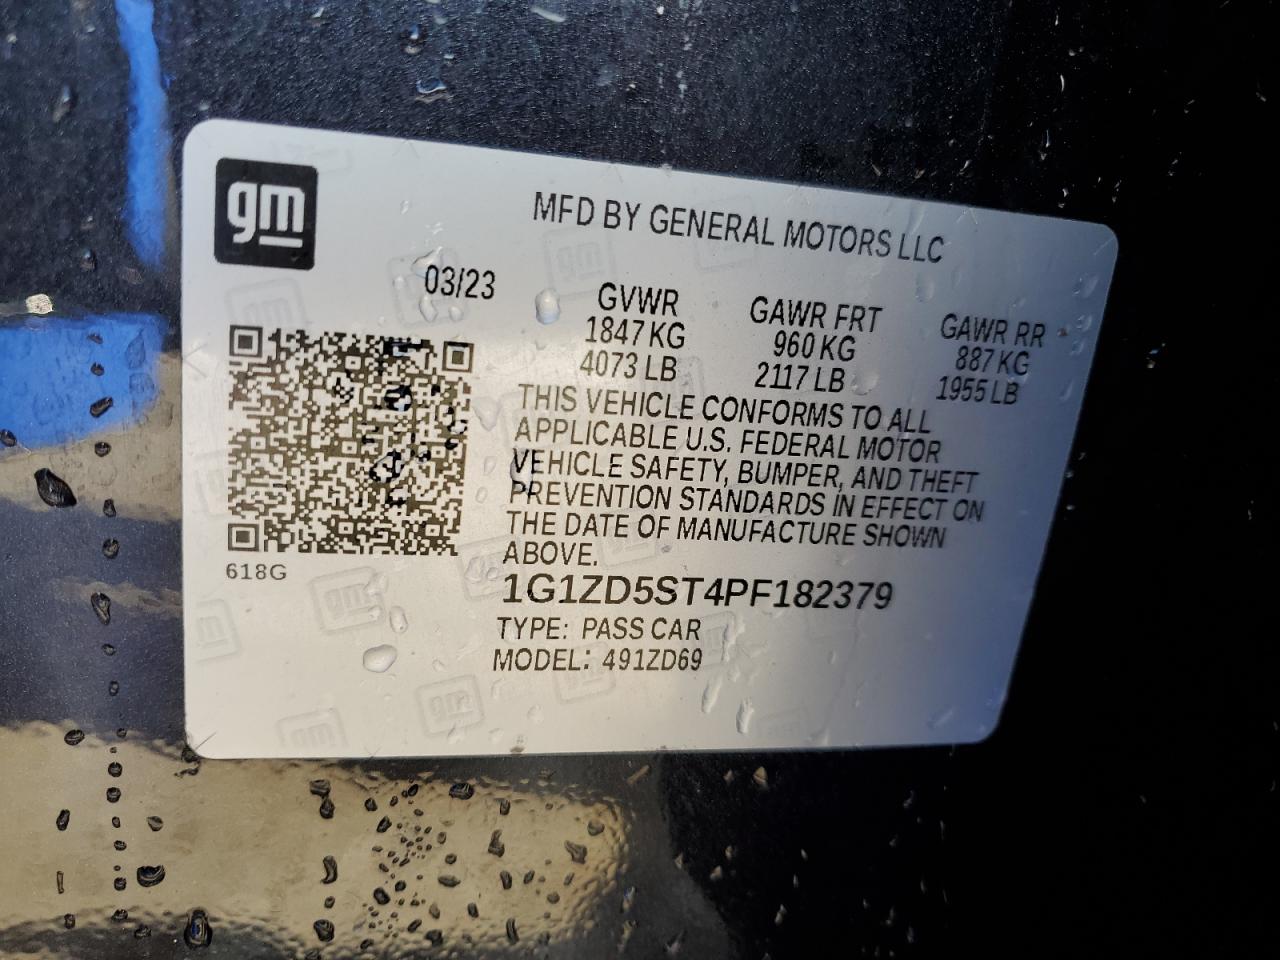 gm
MFD BY GENERAL MOTORS LLC
03/23
GVWR GAWR FRT GAWR RR
1847 KG 960 KG 887 KG
4073 LB 2117 LB 1955 LB
THIS VEHICLE CONFORMS TO ALL
APPLICABLE U.S. FEDERAL MOTOR
VEHICLE SAFETY, BUMPER, AND THEFT
PREVENTION STANDARDS IN EFFECT ON
THE DATE OF MANUFACTURE SHOWN
ABOVE.
618G
1G1ZD5ST4PF182379
TYPE: PASS CAR
MODEL: 491ZD69